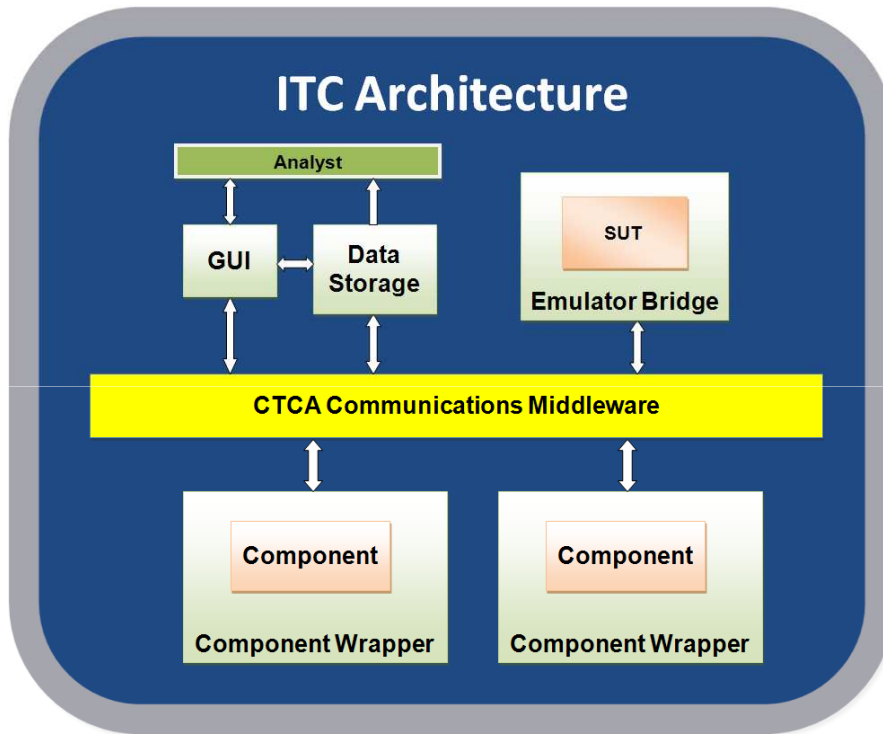 ITC Architecture
Analyst
GUI
Data
Storage
SUT
Emulator Bridge
CTCA Communications Middleware
Component
Component Wrapper
Component
Component Wrapper